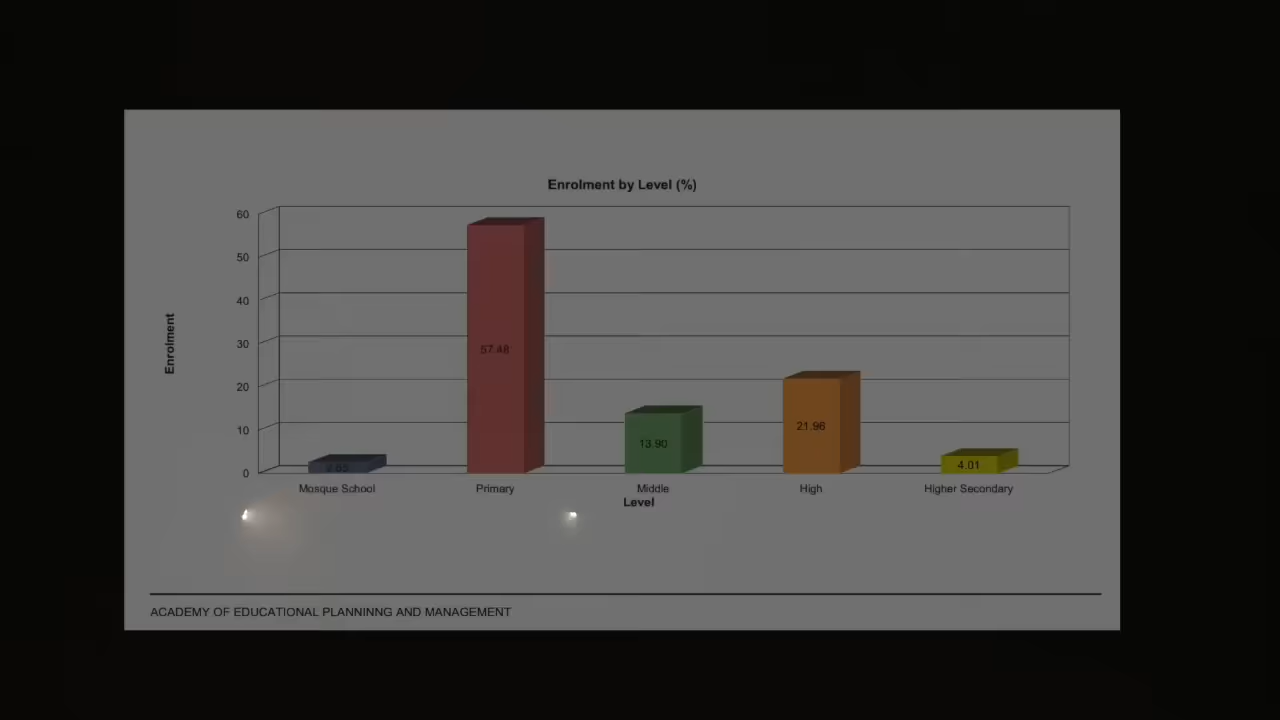 Enrolment by Level (%)
60
50
40
30
20
10
0
Enrolment
57.48
13.90
21.96
4.01
Mosque School
Primary
Middle
High
Higher Secondary
Level
ACADEMY OF EDUCATIONAL PLANNINNG AND MANAGEMENT